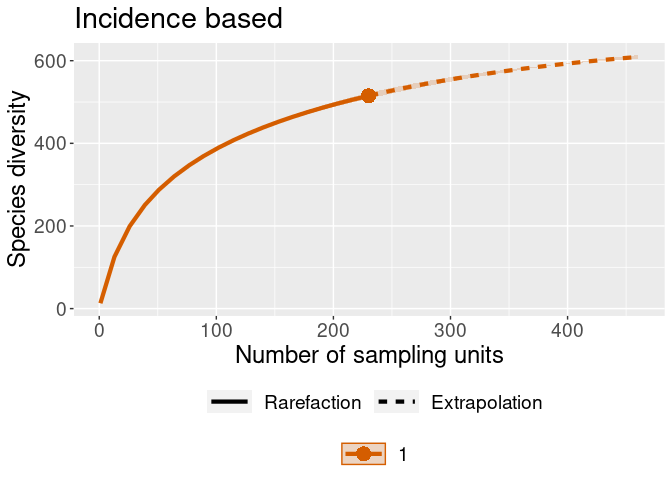 Incidence based
Species diversity
600
400
200
0
0 100 200 300 400
Number of sampling units
Rarefaction Extrapolation
1